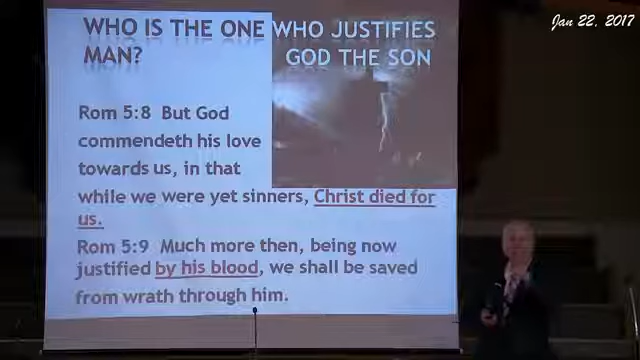 Jan 22, 2017
WHO IS THE ONE
MAN?
WHO JUSTIFIES
GOD THE SON
Rom 5:8 But God
commendeth his love
towards us, in that
while we were yet sinners, Christ died for
us.
Rom 5:9 Much more then, being now
justified by his blood, we shall be saved
from wrath through him.